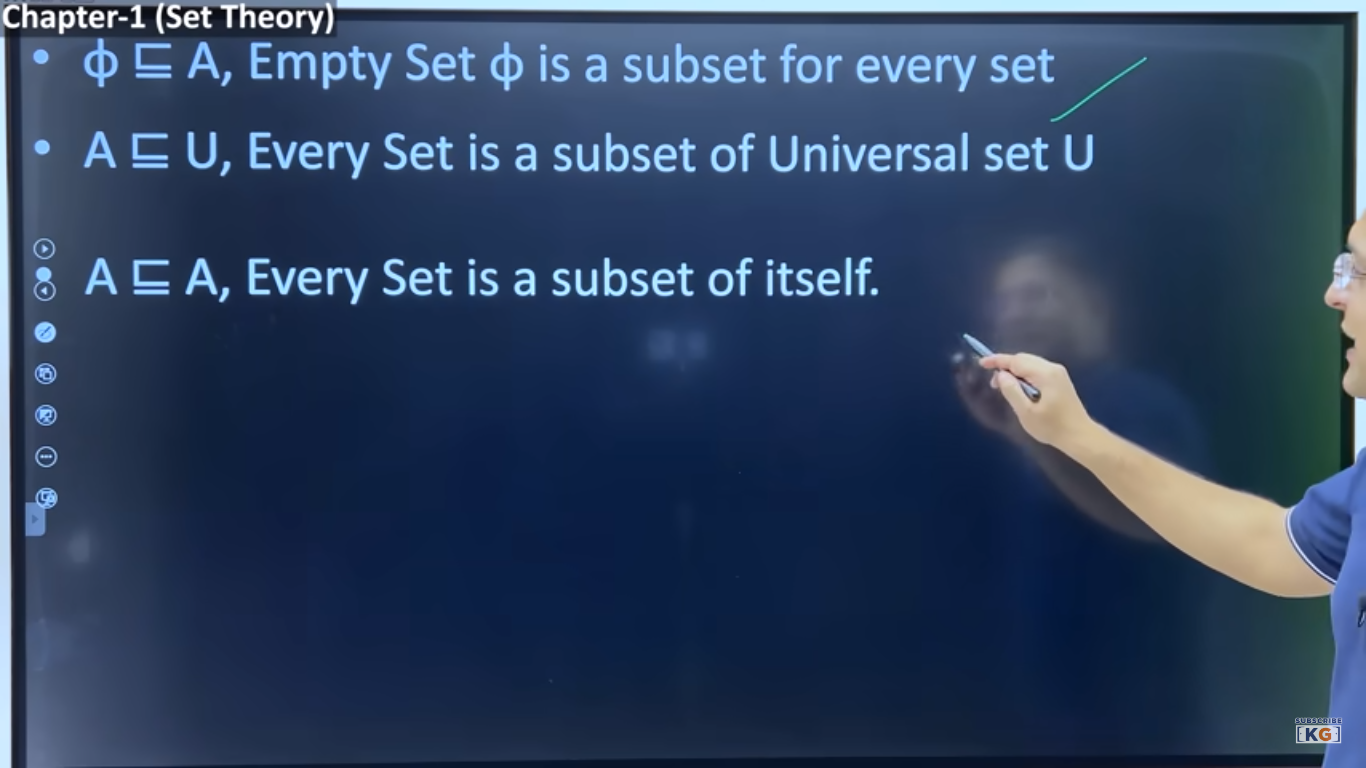 Chapter-1 (Set Theory)
• ϕ ⊑ A, Empty Set ϕ is a subset for every set
• A ⊑ U, Every Set is a subset of Universal set U
• A ⊑ A, Every Set is a subset of itself.
SUBSCRIBE
[KG]